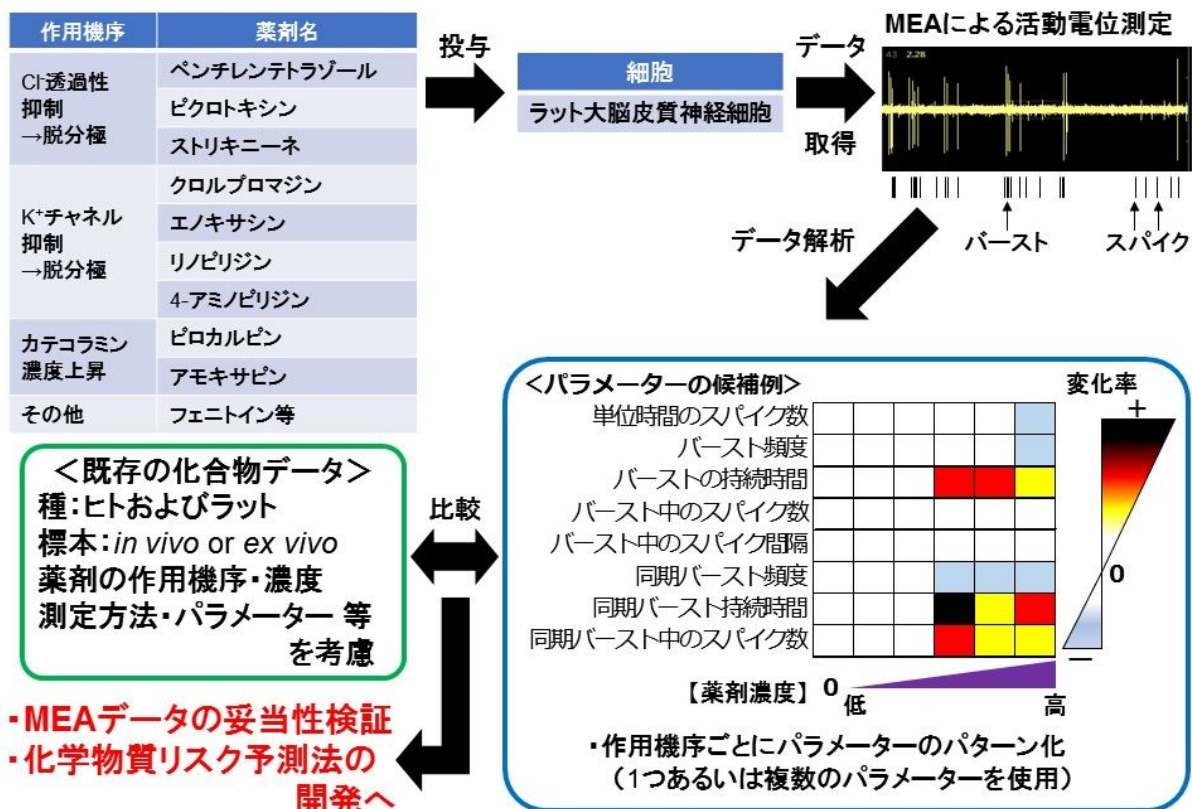 作用機序 薬剤名
Cl-透過性
抑制
→脱分極
ペンチレンテトラゾール
ピクロトキシン
ストリキニーネ
K⁺チャネル
抑制
→脱分極
クロルプロマジン
エノキサシン
リノピリジン
4-アミノピリジン
カテコラミン
濃度上昇
ピロカルピン
アモキサピン
その他 フェニトイン等
投与
細胞
ラット大脳皮質神経細胞
データ
取得
MEAによる活動電位測定
43 2.28
バースト スパイク
データ解析
<パラメーターの候補例> 変化率
+
単位時間のスパイク数
バースト頻度
バーストの持続時間
バースト中のスパイク数
バースト中のスパイク間隔
同期バースト頻度
同期バースト持続時間
同期バースト中のスパイク数
0
−
【薬剤濃度】 0
低 高
・作用機序ごとにパラメーターのパターン化
(1つあるいは複数のパラメーターを使用)
<既存の化合物データ>
種:ヒトおよびラット
標本:in vivo or ex vivo
薬剤の作用機序・濃度
測定方法・パラメーター 等
を考慮
比較
・MEAデータの妥当性検証
・化学物質リスク予測法の
開発へ